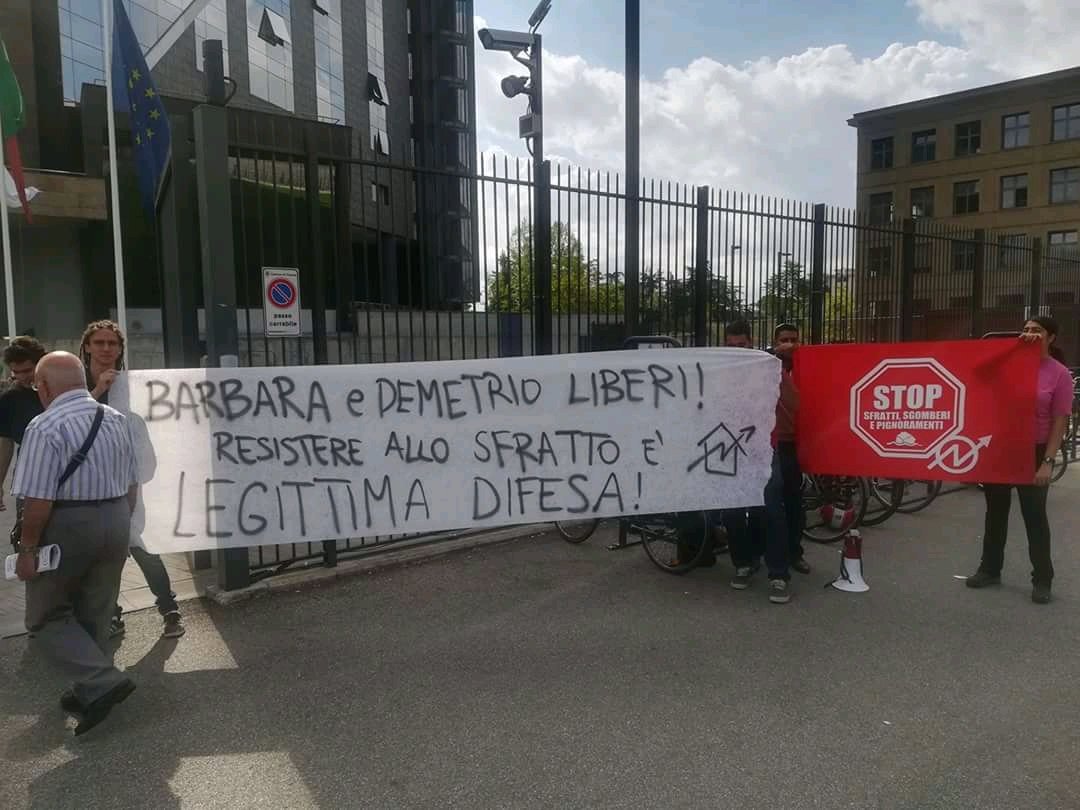 BARBARA e DEMETRIO LIBERI!
RESISTERE ALLO SFRATTO E'
LEGITTIMA DIFESA!
STOP
SFRATTI, SGOMBERI
E PIGNORAMENTI
passo
carrabile